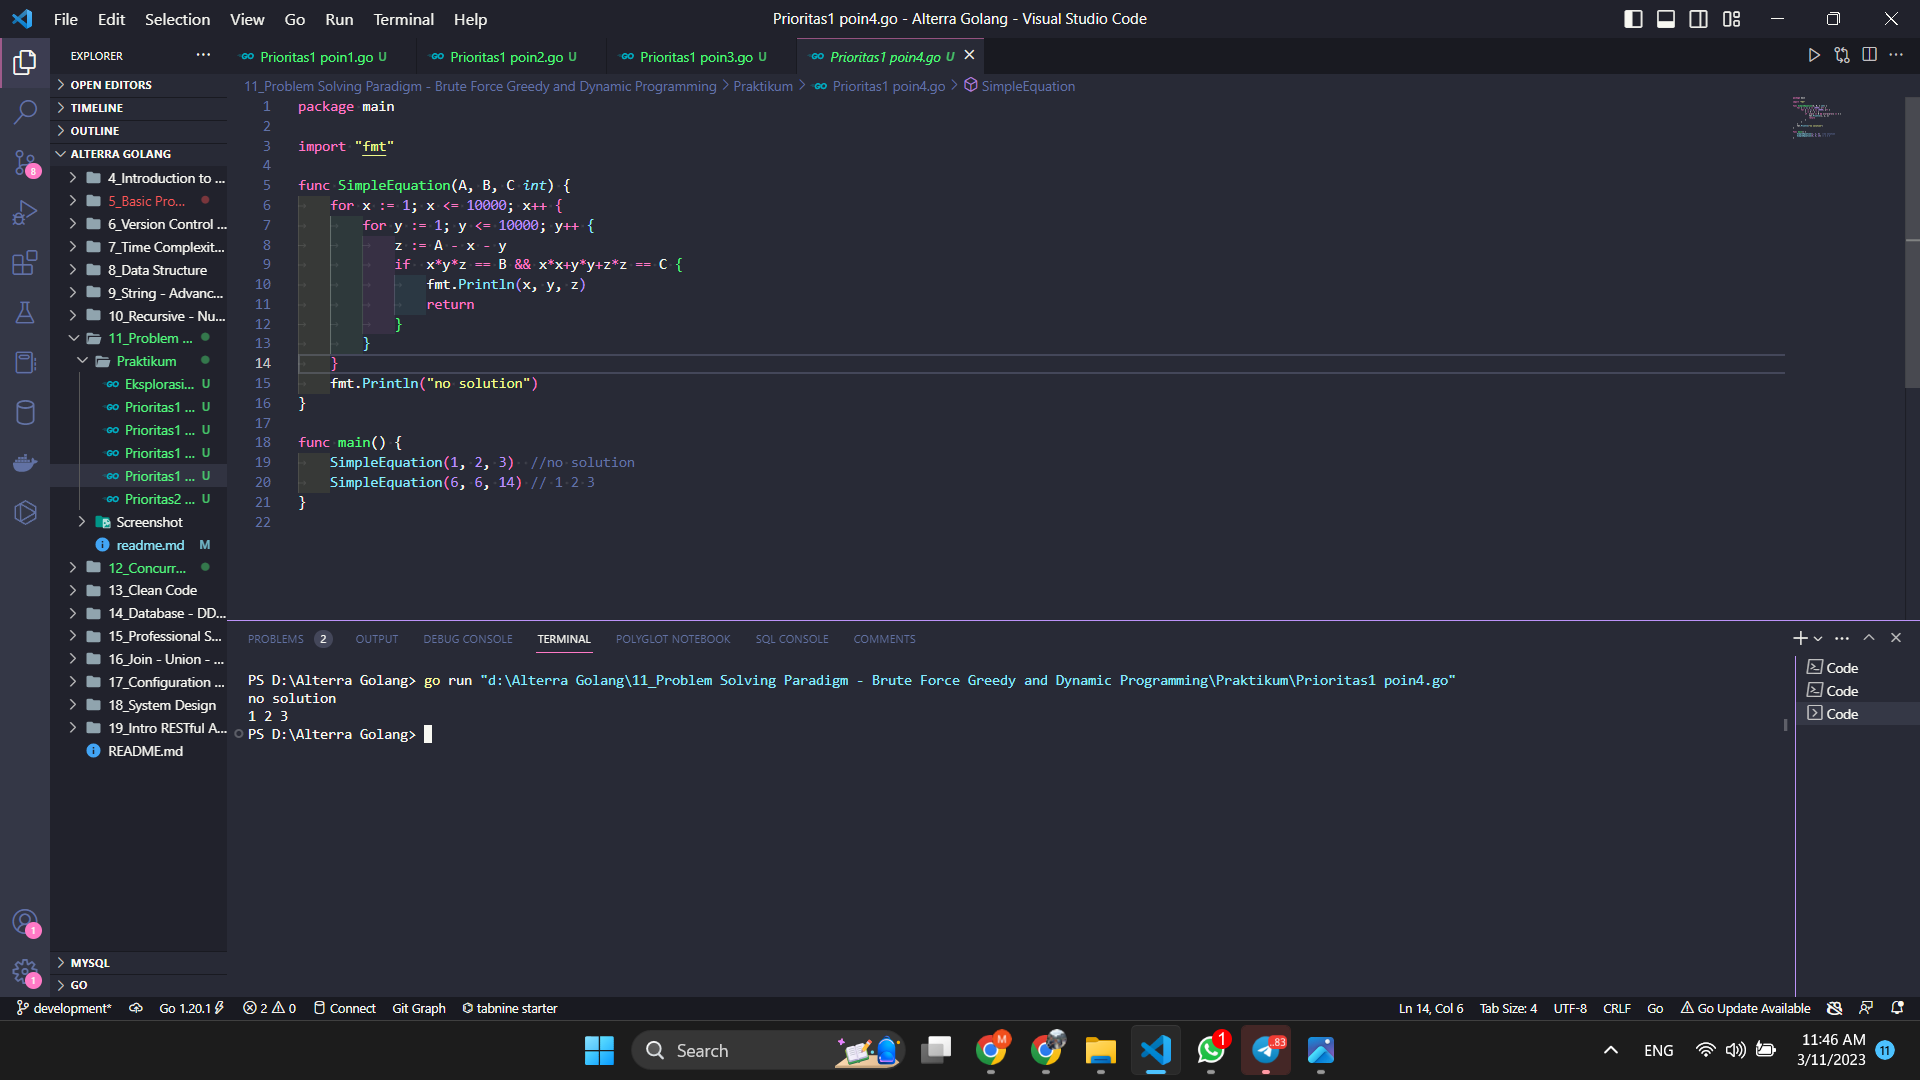 File Edit Selection View Go Run Terminal Help
Prioritas1 poin4.go - Alterra Golang - Visual Studio Code
EXPLORER
Prioritas1 poin1.go U
Prioritas1 poin2.go U
Prioritas1 poin3.go U
Prioritas1 poin4.go U
OPEN EDITORS
TIMELINE
OUTLINE
ALTERRA GOLANG
4_Introduction to ...
5_Basic Pro...
6_Version Control ...
7_Time Complexit...
8_Data Structure
9_String - Advanc...
10_Recursive - Nu...
11_Problem ...
Praktikum
Eksplorasi... U
Prioritas1 ... U
Prioritas1 ... U
Prioritas1 ... U
Prioritas1 ... U
Prioritas2 ... U
Screenshot
readme.md M
12_Concurr...
13_Clean Code
14_Database - DD...
15_Professional S...
16_Join - Union - ...
17_Configuration ...
18_System Design
19_Intro RESTful A...
README.md
MYSQL
GO
8
1
1
11_Problem Solving Paradigm - Brute Force Greedy and Dynamic Programming > Praktikum > Prioritas1 poin4.go > SimpleEquation
1 package main
2
3 import "fmt"
4
5 func SimpleEquation(A, B, C int) {
6 for x := 1; x <= 10000; x++ {
7 for y := 1; y <= 10000; y++ {
8 z := A - x - y
9 if x*y*z == B && x*x+y*y+z*z == C {
10 fmt.Println(x, y, z)
11 return
12 }
13 }
14 }
15 fmt.Println("no solution")
16 }
17
18 func main() {
19 SimpleEquation(1, 2, 3) //no solution
20 SimpleEquation(6, 6, 14) // 1 2 3
21 }
22
PROBLEMS 2 OUTPUT DEBUG CONSOLE TERMINAL POLYGLOT NOTEBOOK SQL CONSOLE COMMENTS
PS D:\Alterra Golang> go run "d:\Alterra Golang\11_Problem Solving Paradigm - Brute Force Greedy and Dynamic Programming\Praktikum\Prioritas1 poin4.go"
no solution
1 2 3
PS D:\Alterra Golang>
Code
Code
Code
development* Go 1.20.1 2 0 Connect Git Graph tabnine starter
Ln 14, Col 6 Tab Size: 4 UTF-8 CRLF Go Go Update Available
Search
M
1
..83
ENG
11:46 AM
3/11/2023
11